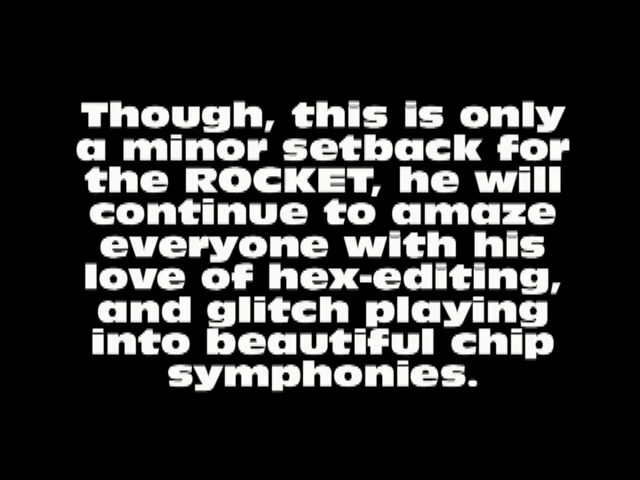 Though, this is only
a minor setback for
the ROCKET, he will
continue to amaze
everyone with his
love of hex-editing,
and glitch playing
into beautiful chip
symphonies.